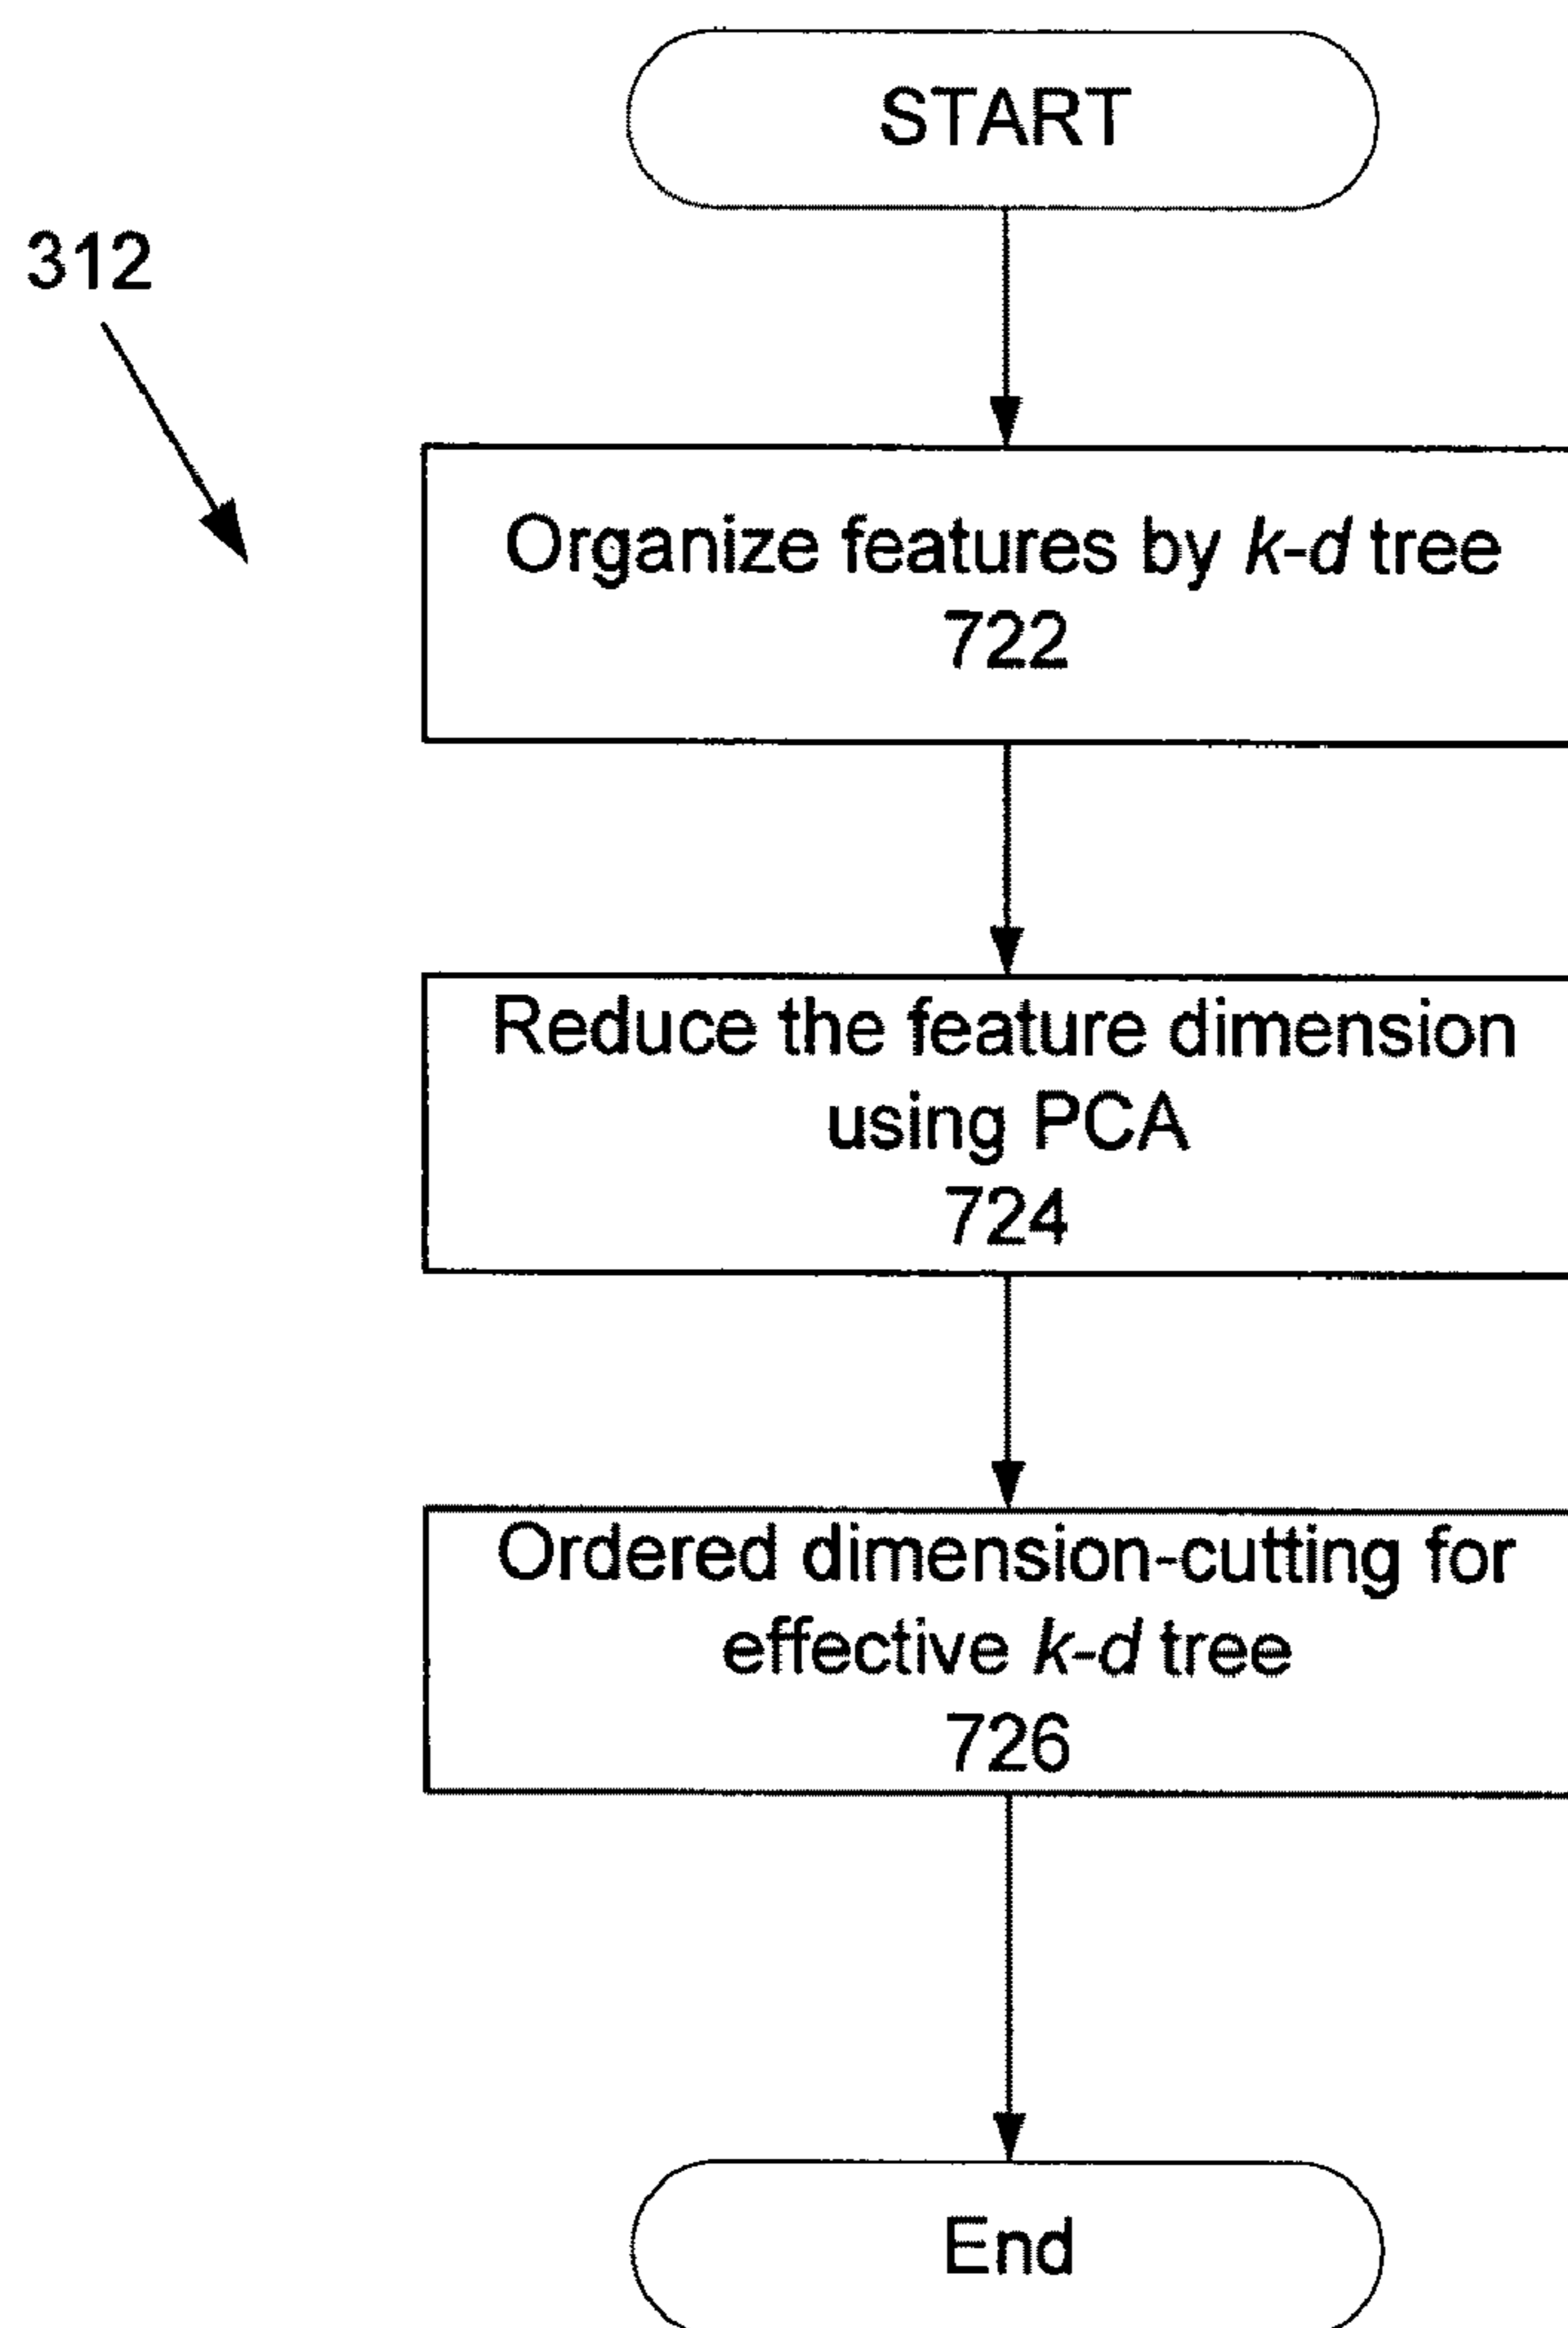 START
312
Organize features by k-d tree
722
Reduce the feature dimension
using PCA
724
Ordered dimension-cutting for
effective k-d tree
726
End